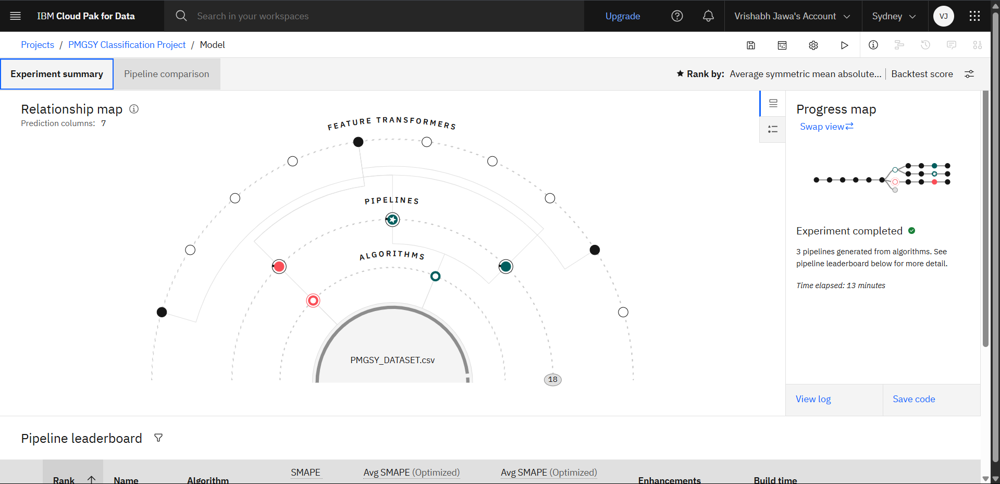 IBM Cloud Pak for Data
Search in your workspaces
Upgrade
Vrishabh Jawa's Account
Sydney
VJ
Projects / PMGSY Classification Project / Model
Experiment summary
Pipeline comparison
Rank by: Average symmetric mean absolute... | Backtest score
Relationship map
Prediction columns: 7
FEATURE TRANSFORMERS
PIPELINES
ALGORITHMS
PMGSY_DATASET.csv
18
Progress map
Swap view
Experiment completed
3 pipelines generated from algorithms. See
pipeline leaderboard below for more detail.
Time elapsed: 13 minutes
View log
Save code
Pipeline leaderboard
Rank
Name
Algorithm
SMAPE
Avg SMAPE (Optimized)
Avg SMAPE (Optimized)
Enhancements
Build time